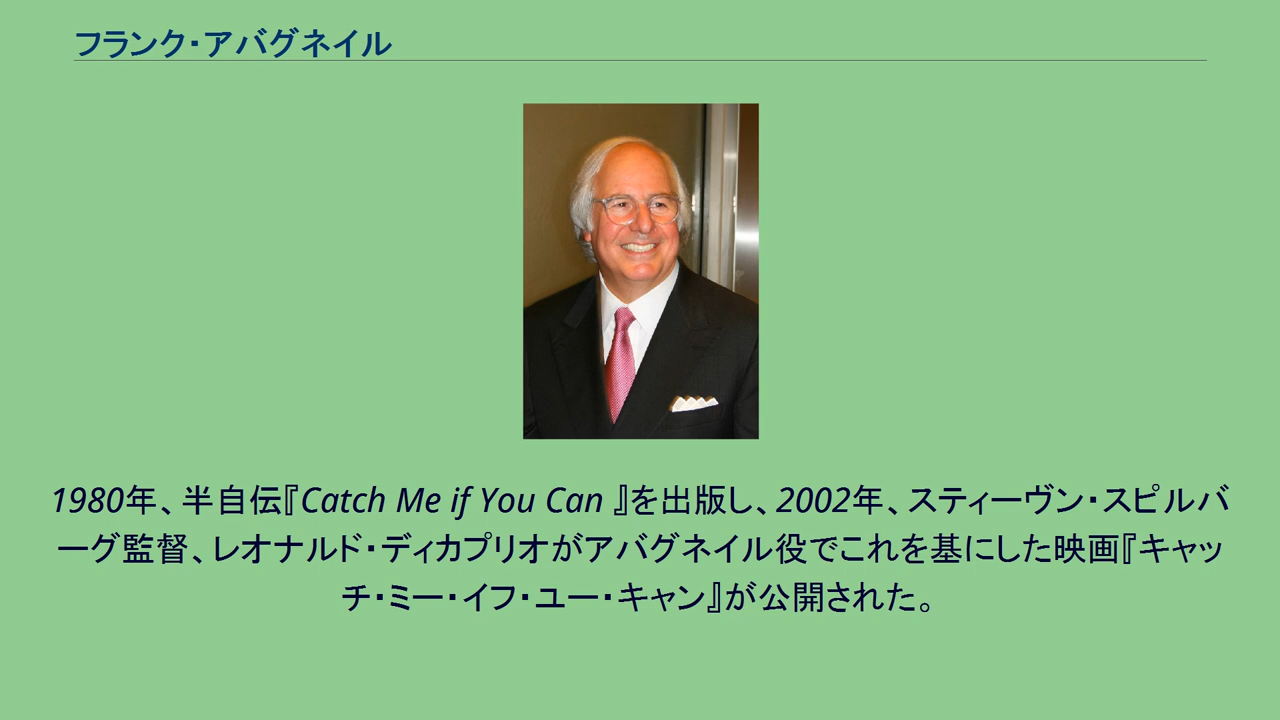 フランク・アバグネイル
1980年、半自伝『Catch Me if You Can 』を出版し、2002年、スティーヴン・スピルバ
ーグ監督、レオナルド・ディカプリオがアバグネイル役でこれを基にした映画『キャッ
チ・ミー・イフ・ユー・キャン』が公開された。